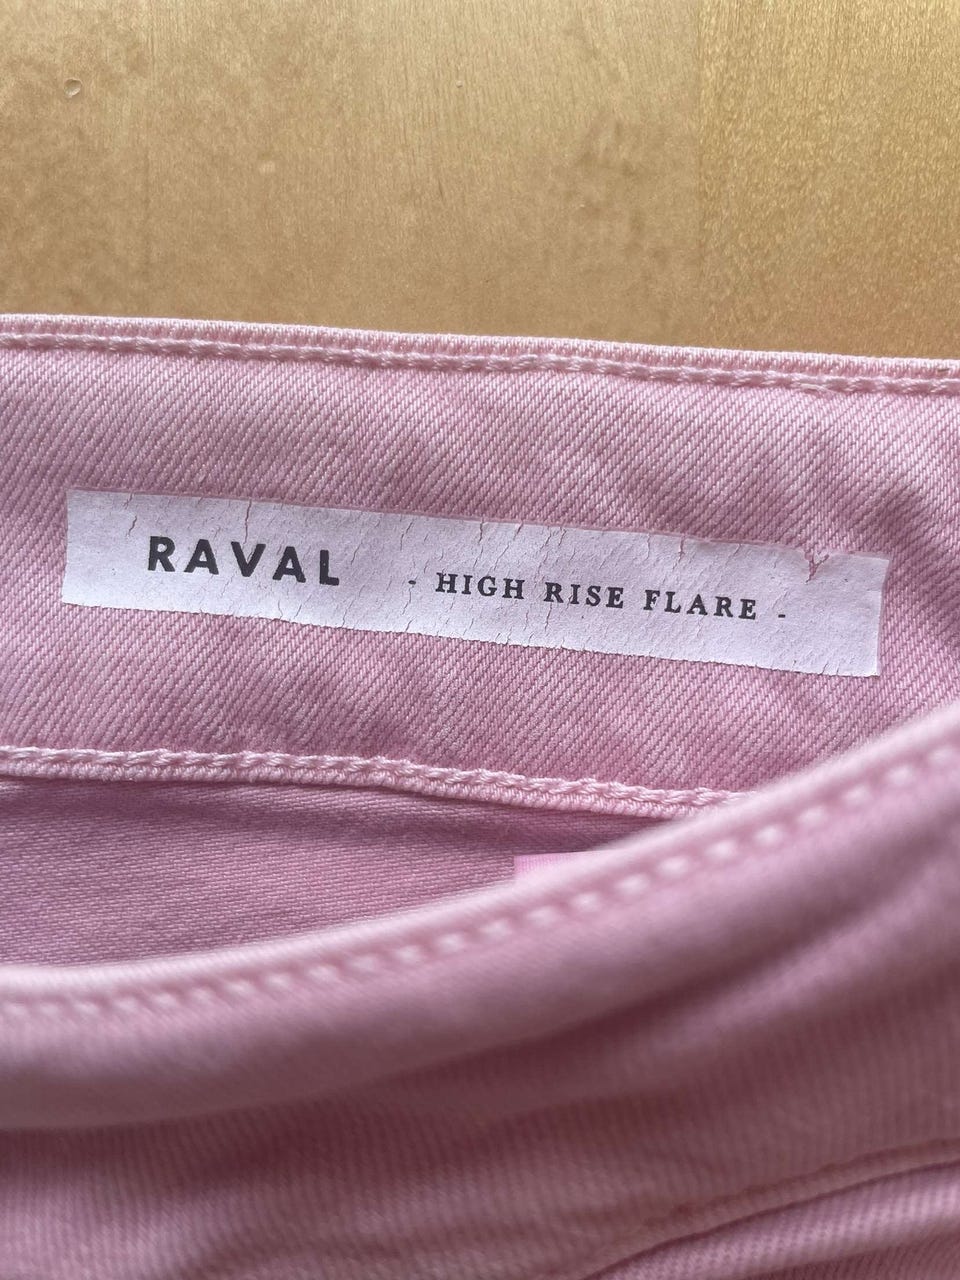 RAVAL - HIGH RISE FLARE -